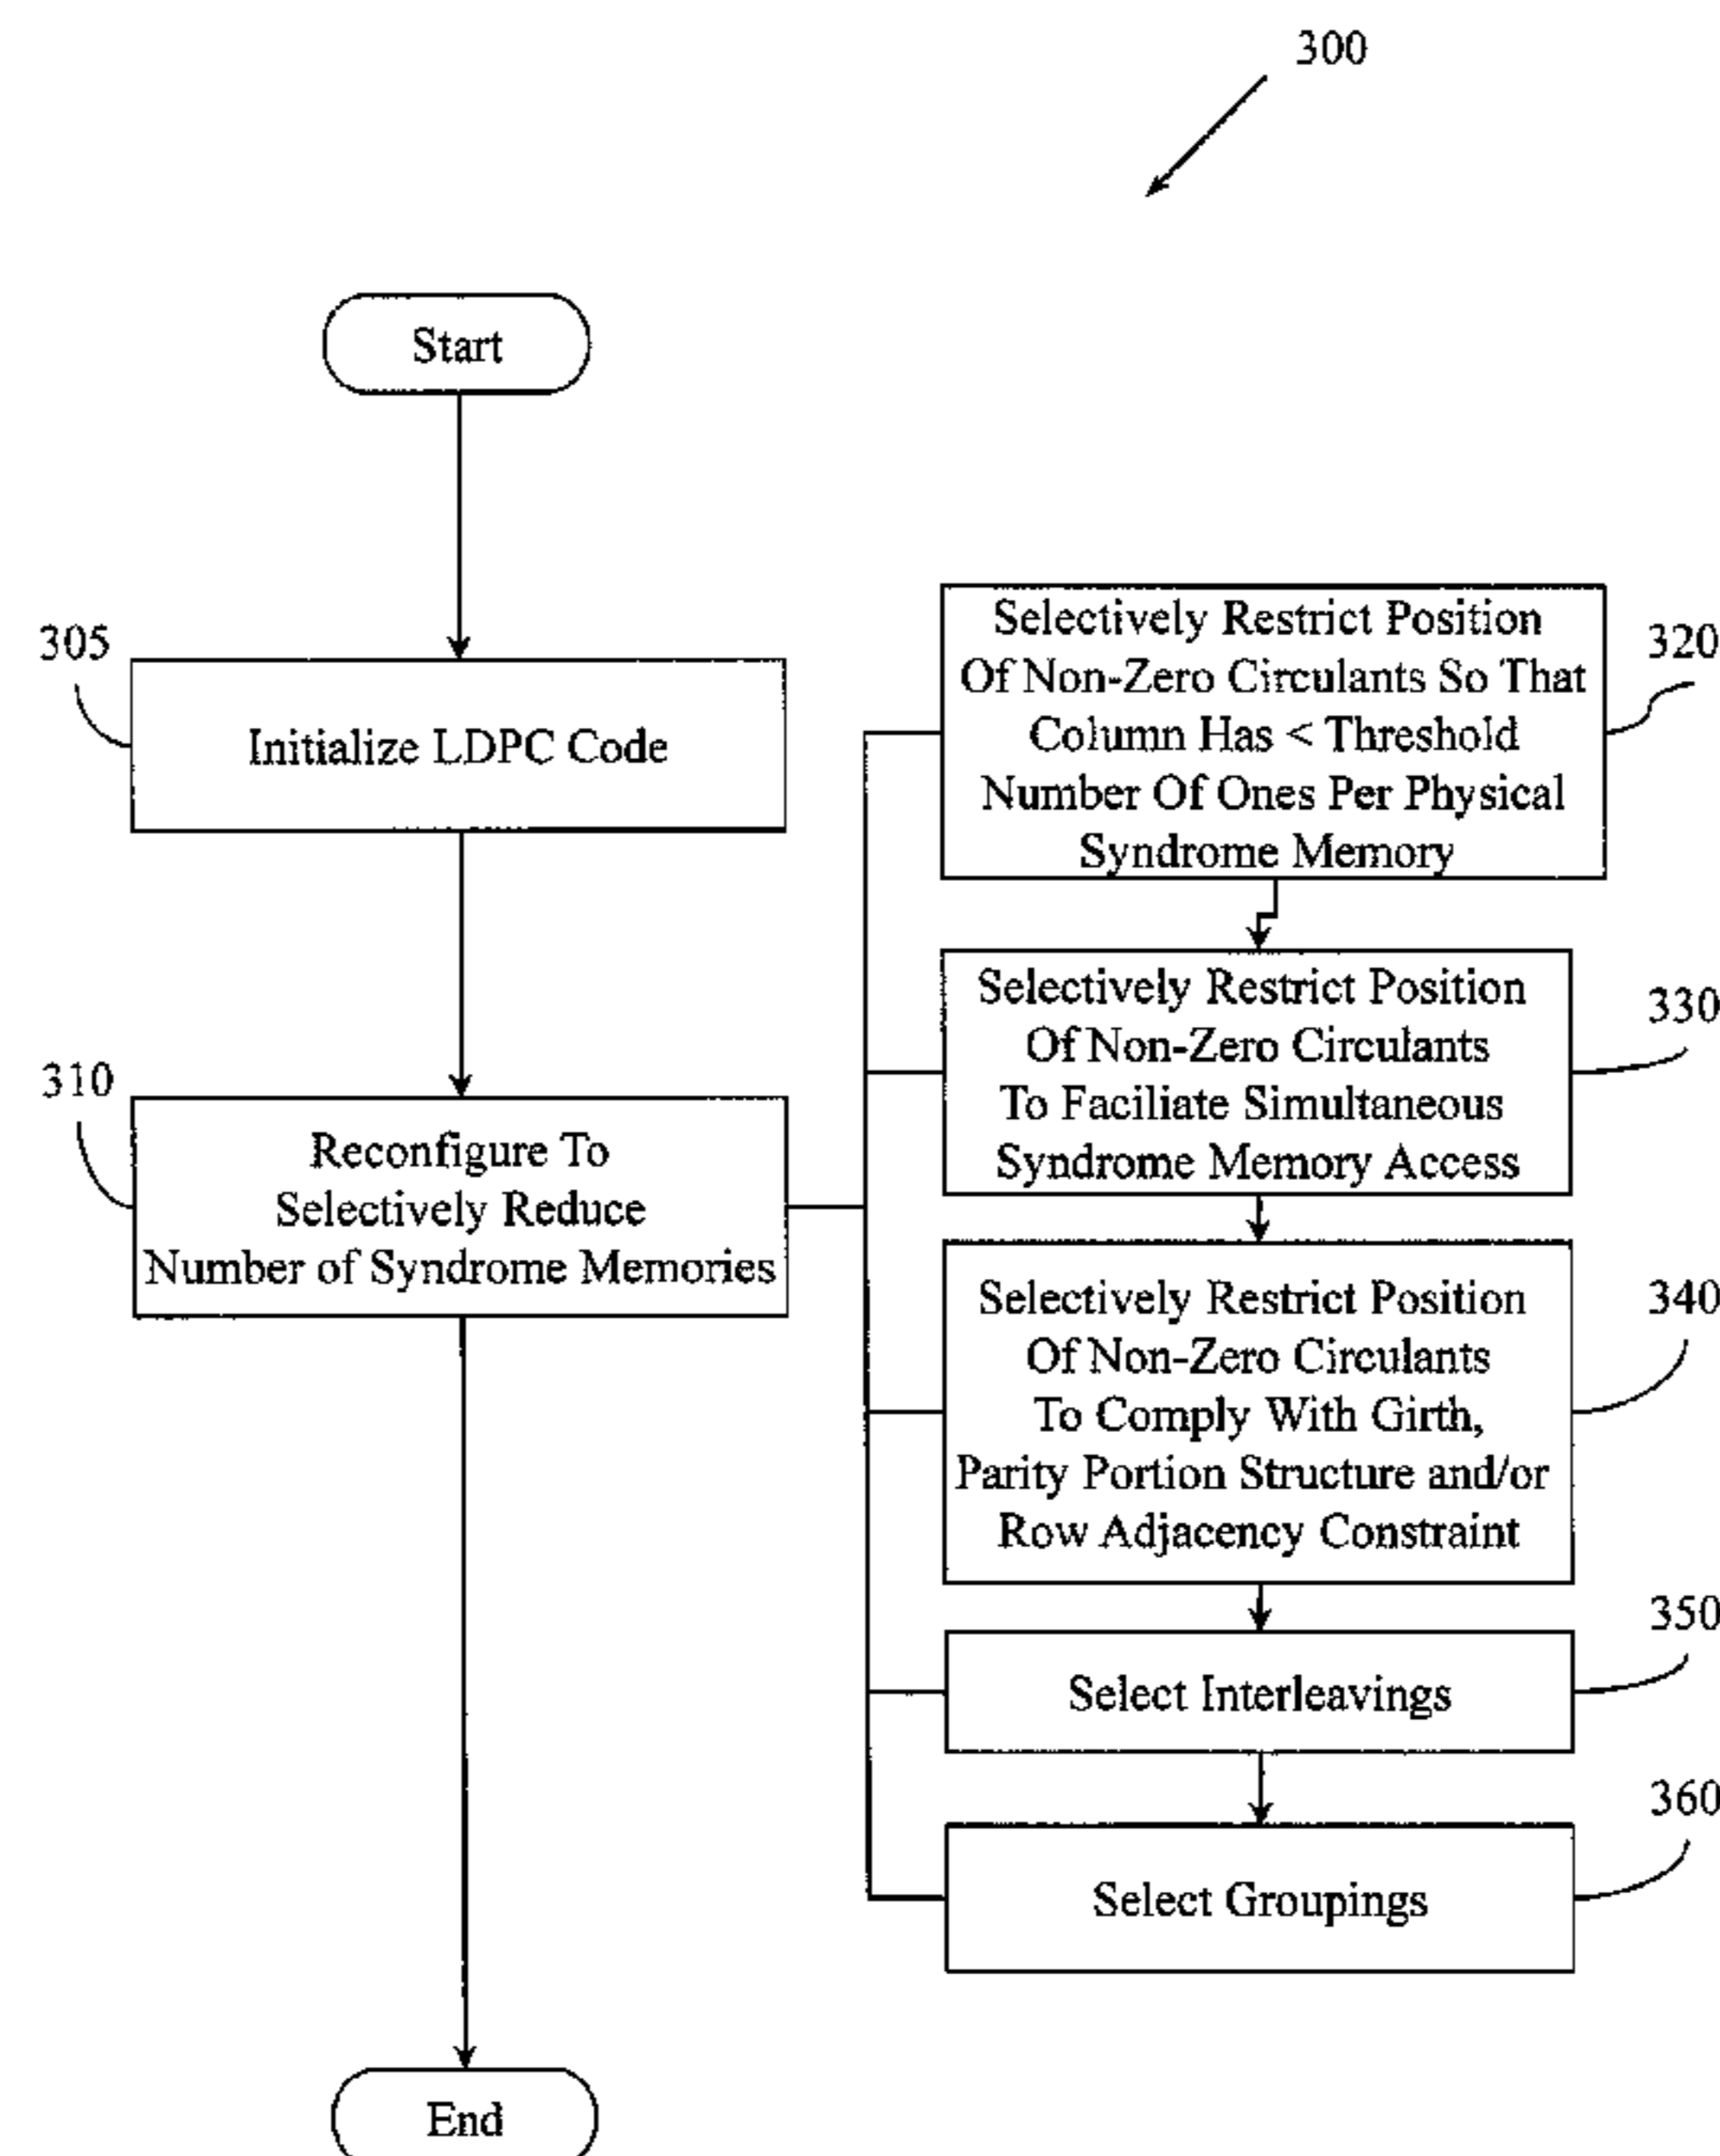 300
Start
305
Initialize LDPC Code
310
Reconfigure To
Selectively Reduce
Number of Syndrome Memories
Selectively Restrict Position
Of Non-Zero Circulants So That
Column Has < Threshold
Number Of Ones Per Physical
Syndrome Memory
320
Selectively Restrict Position
Of Non-Zero Circulants
To Faciliate Simultaneous
Syndrome Memory Access
330
Selectively Restrict Position
Of Non-Zero Circulants
To Comply With Girth,
Parity Portion Structure and/or
Row Adjacency Constraint
340
Select Interleavings
350
Select Groupings
360
End